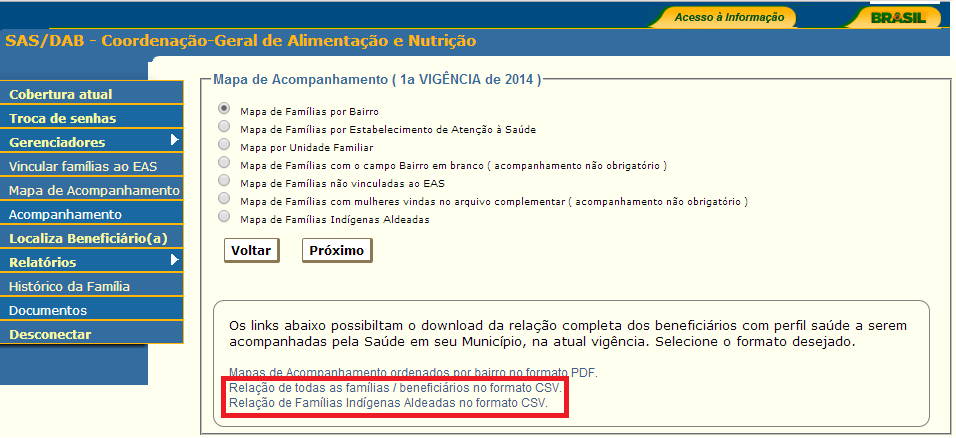 Acesso à Informação
BRASIL
SAS/DAB - Coordenação-Geral de Alimentação e Nutrição
Cobertura atual
Troca de senhas
Gerenciadores
Vincular famílias ao EAS
Mapa de Acompanhamento
Acompanhamento
Localiza Beneficiário(a)
Relatórios
Histórico da Família
Documentos
Desconectar
Mapa de Acompanhamento ( 1a VIGÊNCIA de 2014 )
Mapa de Famílias por Bairro
Mapa de Famílias por Estabelecimento de Atenção à Saúde
Mapa por Unidade Familiar
Mapa de Famílias com o campo Bairro em branco ( acompanhamento não obrigatório )
Mapa de Famílias não vinculadas ao EAS
Mapa de Famílias com mulheres vindas no arquivo complementar ( acompanhamento não obrigatório )
Mapa de Famílias Indígenas Aldeadas
Voltar Próximo
Os links abaixo possibiltam o download da relação completa dos beneficiários com perfil saúde a serem
acompanhadas pela Saúde em seu Município, na atual vigência. Selecione o formato desejado.
Mapas de Acompanhamento ordenados por bairro no formato PDF.
Relação de todas as famílias / beneficiários no formato CSV.
Relação de Famílias Indígenas Aldeadas no formato CSV.